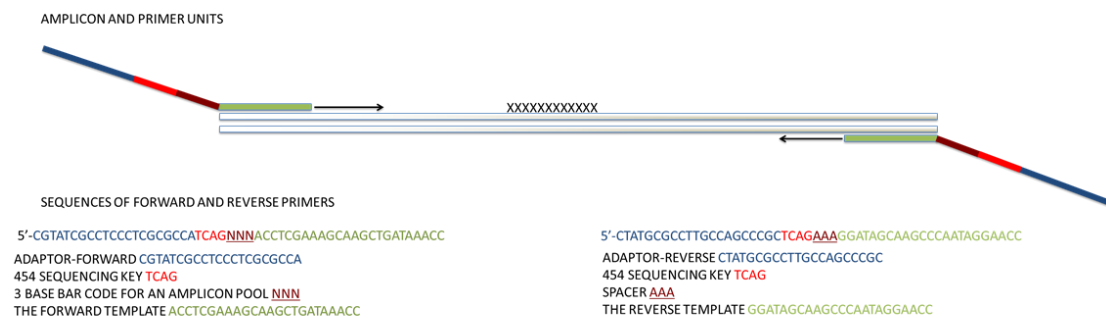 AMPLICON AND PRIMER UNITS
XXXXXXXXXXXX
SEQUENCES OF FORWARD AND REVERSE PRIMERS
5’-CGTATCGCCTCCCTCGCGCCATCAGNNNACCTCGAAAGCAAGCTGATAAACC
ADAPTOR-FORWARD CGTATCGCCTCCCTCGCGCCA
454 SEQUENCING KEY TCAG
3 BASE BAR CODE FOR AN AMPLICON POOL NNN
THE FORWARD TEMPLATE ACCTCGAAAGCAAGCTGATAAACC
5’-CTATGCGCCTTGCCAGCCCGCTCAGAAAGGATAGCAAGCCCAATAGGAACC
ADAPTOR-REVERSE CTATGCGCCTTGCCAGCCCGC
454 SEQUENCING KEY TCAG
SPACER AAA
THE REVERSE TEMPLATE GGATAGCAAGCCCAATAGGAACC